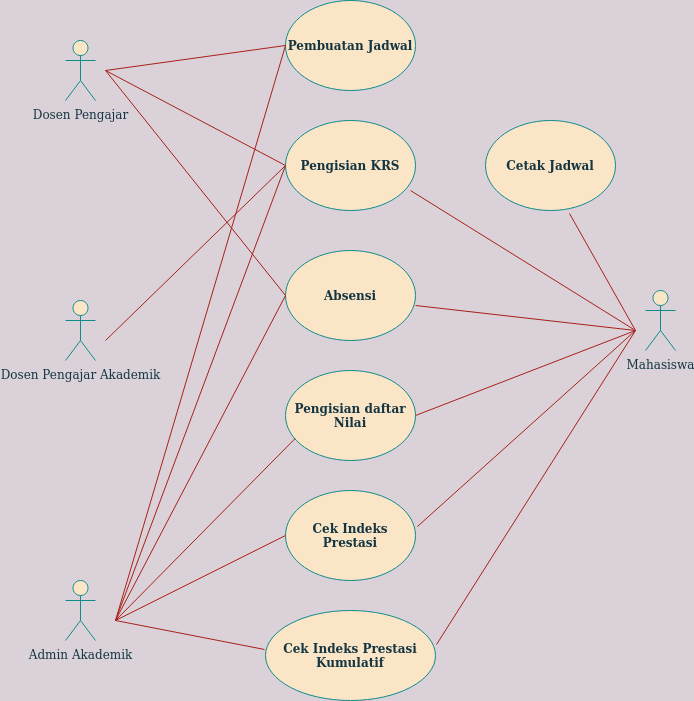 Pembuatan Jadwal
Dosen Pengajar
Pengisian KRS
Cetak Jadwal
Absensi
Dosen Pengajar Akademik
Mahasiswa
Pengisian daftar
Nilai
Cek Indeks
Prestasi
Admin Akademik
Cek Indeks Prestasi
Kumulatif